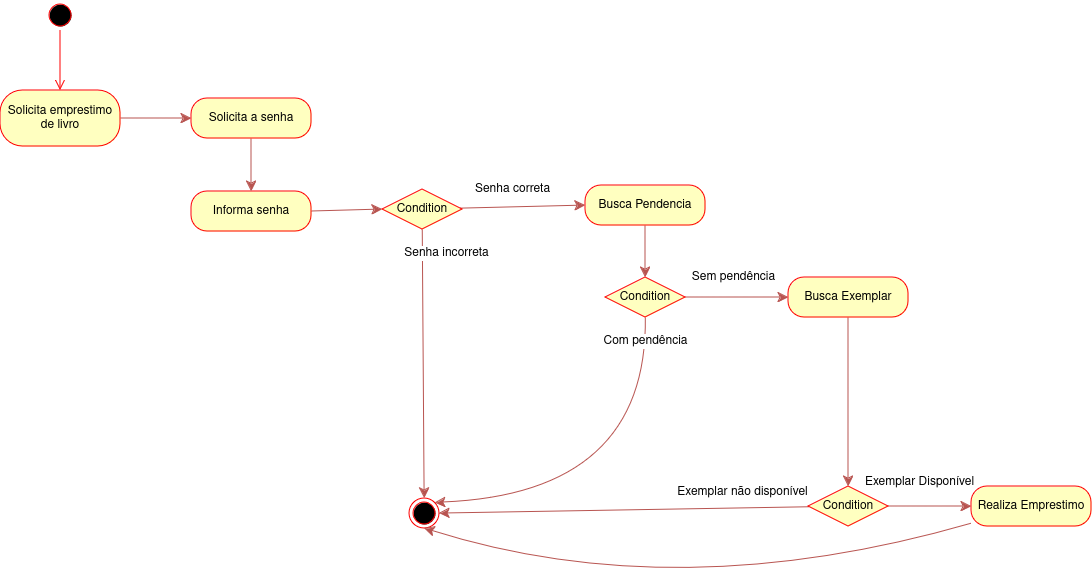 Solicita emprestimo
de livro
Solicita a senha
Informa senha
Condition
Senha correta
Busca Pendencia
Senha incorreta
Condition
Sem pendência
Busca Exemplar
Com pendência
Exemplar não disponível
Condition
Exemplar Disponível
Realiza Emprestimo